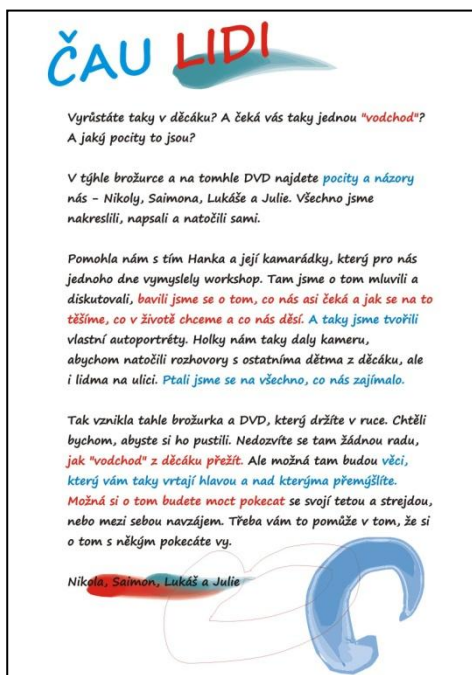 ČAU LIDI
Vyrůstáte taky v děcáku? A čeká vás taky jednou "vodchod"?
A jaký pocity to jsou?
V týhle brožurce a na tomhle DVD najdete pocity a názory
nás – Nikoly, Saimona, Lukáše a Julie. Všechno jsme
nakreslili, napsali a natočili sami.
Pomohla nám s tím Hanka a její kamarádky, který pro nás
jednoho dne vymyslely workshop. Tam jsme o tom mluvili a
diskutovali, bavili jsme se o tom, co nás asi čeká a jak se na to
těšíme, co v životě chceme a co nás děsí. A taky jsme tvořili
vlastní autoportréty. Holky nám taky daly kameru,
abychom natočili rozhovory s ostatníma dětma z děcáku, ale
i lidma na ulici. Ptali jsme se na všechno, co nás zajímalo.
Tak vznikla tahle brožurka a DVD, který držíte v ruce. Chtěli
bychom, abyste si ho pustili. Nedozvíte se tam žádnou radu,
jak "vodchod" z děcáku přežít. Ale možná tam budou věci,
který vám taky vrtají hlavou a nad kterýma přemýšlíte.
Možná si o tom budete moct pokecat se svojí tetou a strejdou,
nebo mezi sebou navzájem. Třeba vám to pomůže v tom, že si
o tom s někým pokecáte vy.
Nikola, Saimon, Lukáš a Julie